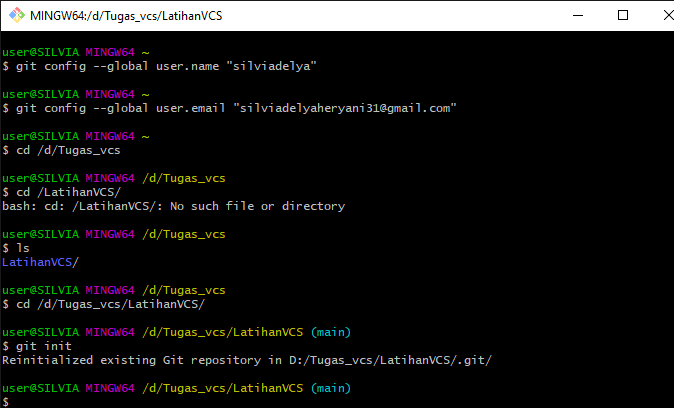 MINGW64:/d/Tugas_vcs/LatihanVCS
user@SILVIA MINGW64 ~
$ git config --global user.name "silviadelya"
user@SILVIA MINGW64 ~
$ git config --global user.email "silviadelyaheryani31@gmail.com"
user@SILVIA MINGW64 ~
$ cd /d/Tugas_vcs
user@SILVIA MINGW64 /d/Tugas_vcs
$ cd /LatihanVCS/
bash: cd: /LatihanVCS/: No such file or directory
user@SILVIA MINGW64 /d/Tugas_vcs
$ ls
LatihanVCS/
user@SILVIA MINGW64 /d/Tugas_vcs
$ cd /d/Tugas_vcs/LatihanVCS/
user@SILVIA MINGW64 /d/Tugas_vcs/LatihanVCS (main)
$ git init
Reinitialized existing Git repository in D:/Tugas_vcs/LatihanVCS/.git/
user@SILVIA MINGW64 /d/Tugas_vcs/LatihanVCS (main)
$